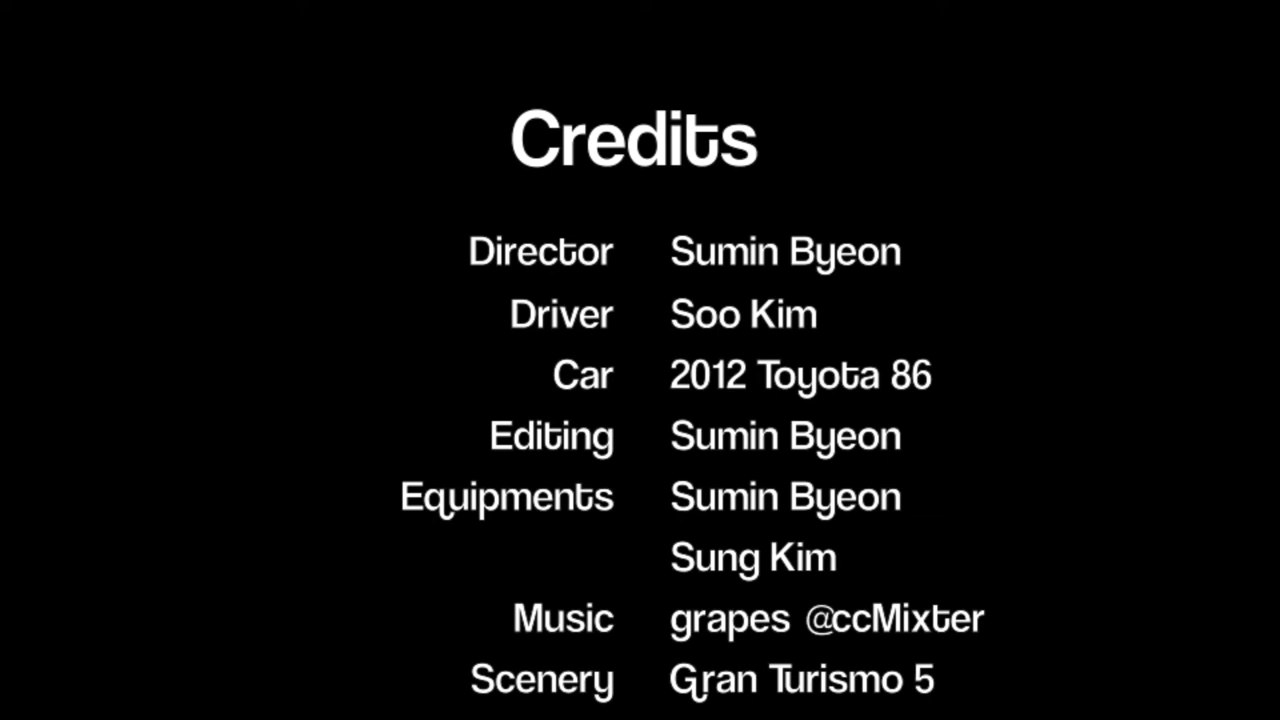 Credits
Director Sumin Byeon
Driver Soo Kim
Car 2012 Toyota 86
Editing Sumin Byeon
Equipments Sumin Byeon
Sung Kim
Music grapes @ccMixter
Scenery Gran Turismo 5